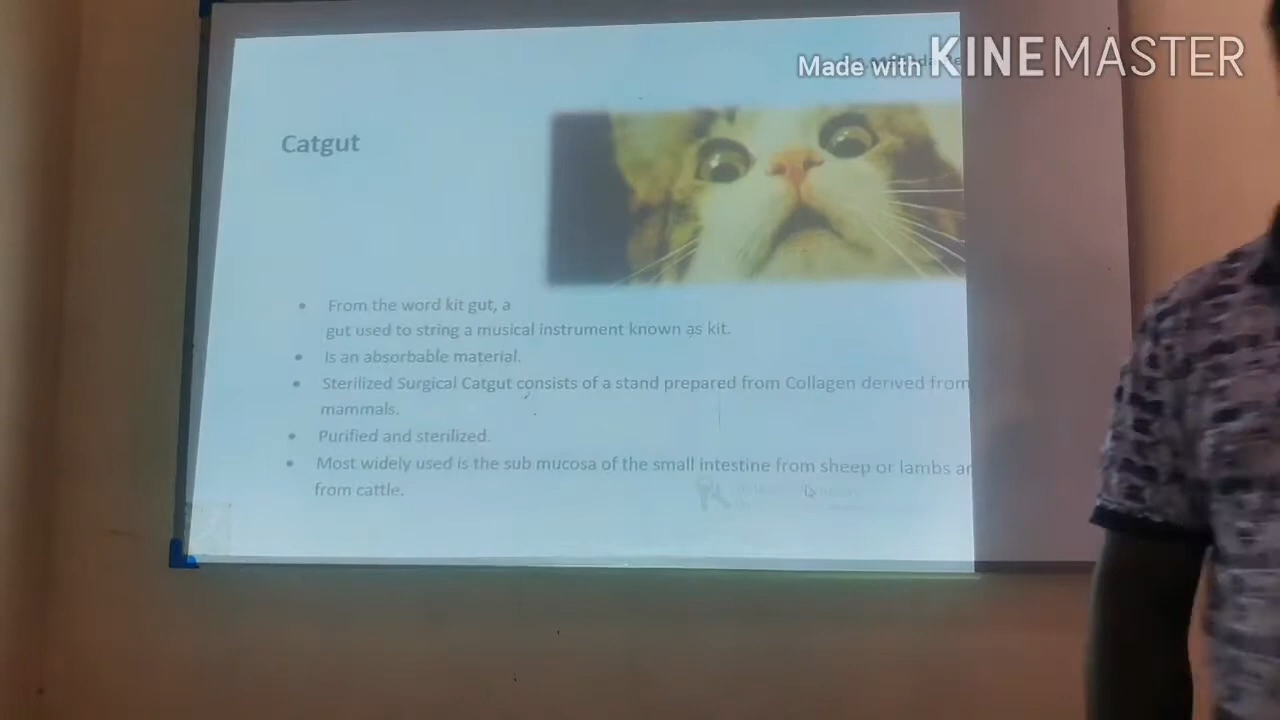 Made with KINEMASTER
Catgut
• From the word kit gut, a
gut used to string a musical instrument known as kit.
• Is an absorbable material.
• Sterilized Surgical Catgut consists of a stand prepared from Collagen derived from
mammals.
• Purified and sterilized.
• Most widely used is the sub mucosa of the small intestine from sheep or lambs
from cattle.